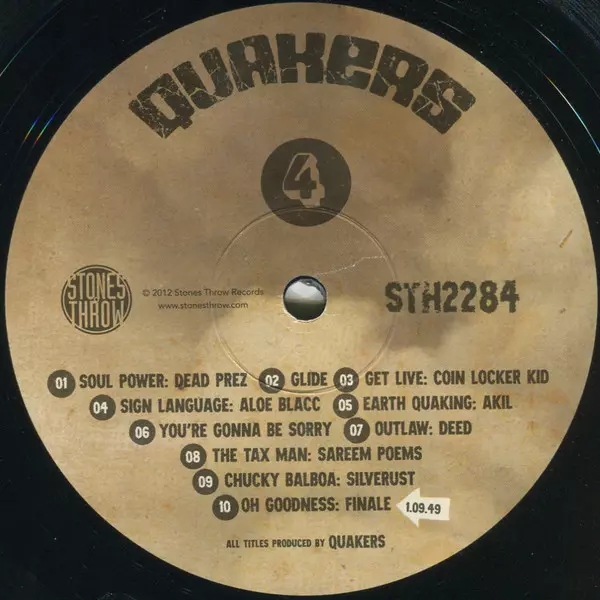 QUAKERS
4
STONES
THROW
© 2012 Stones Throw Records
www.stonesthrow.com
STH2284
01 SOUL POWER: DEAD PREZ 02 GLIDE 03 GET LIVE: COIN LOCKER KID
04 SIGN LANGUAGE: ALOE BLACC 05 EARTH QUAKING: AKIL
06 YOU'RE GONNA BE SORRY 07 OUTLAW: DEED
08 THE TAX MAN: SAREEM POEMS
09 CHUCKY BALBOA: SILVERUST
10 OH GOODNESS: FINALE 1.09.49
ALL TITLES PRODUCED BY QUAKERS